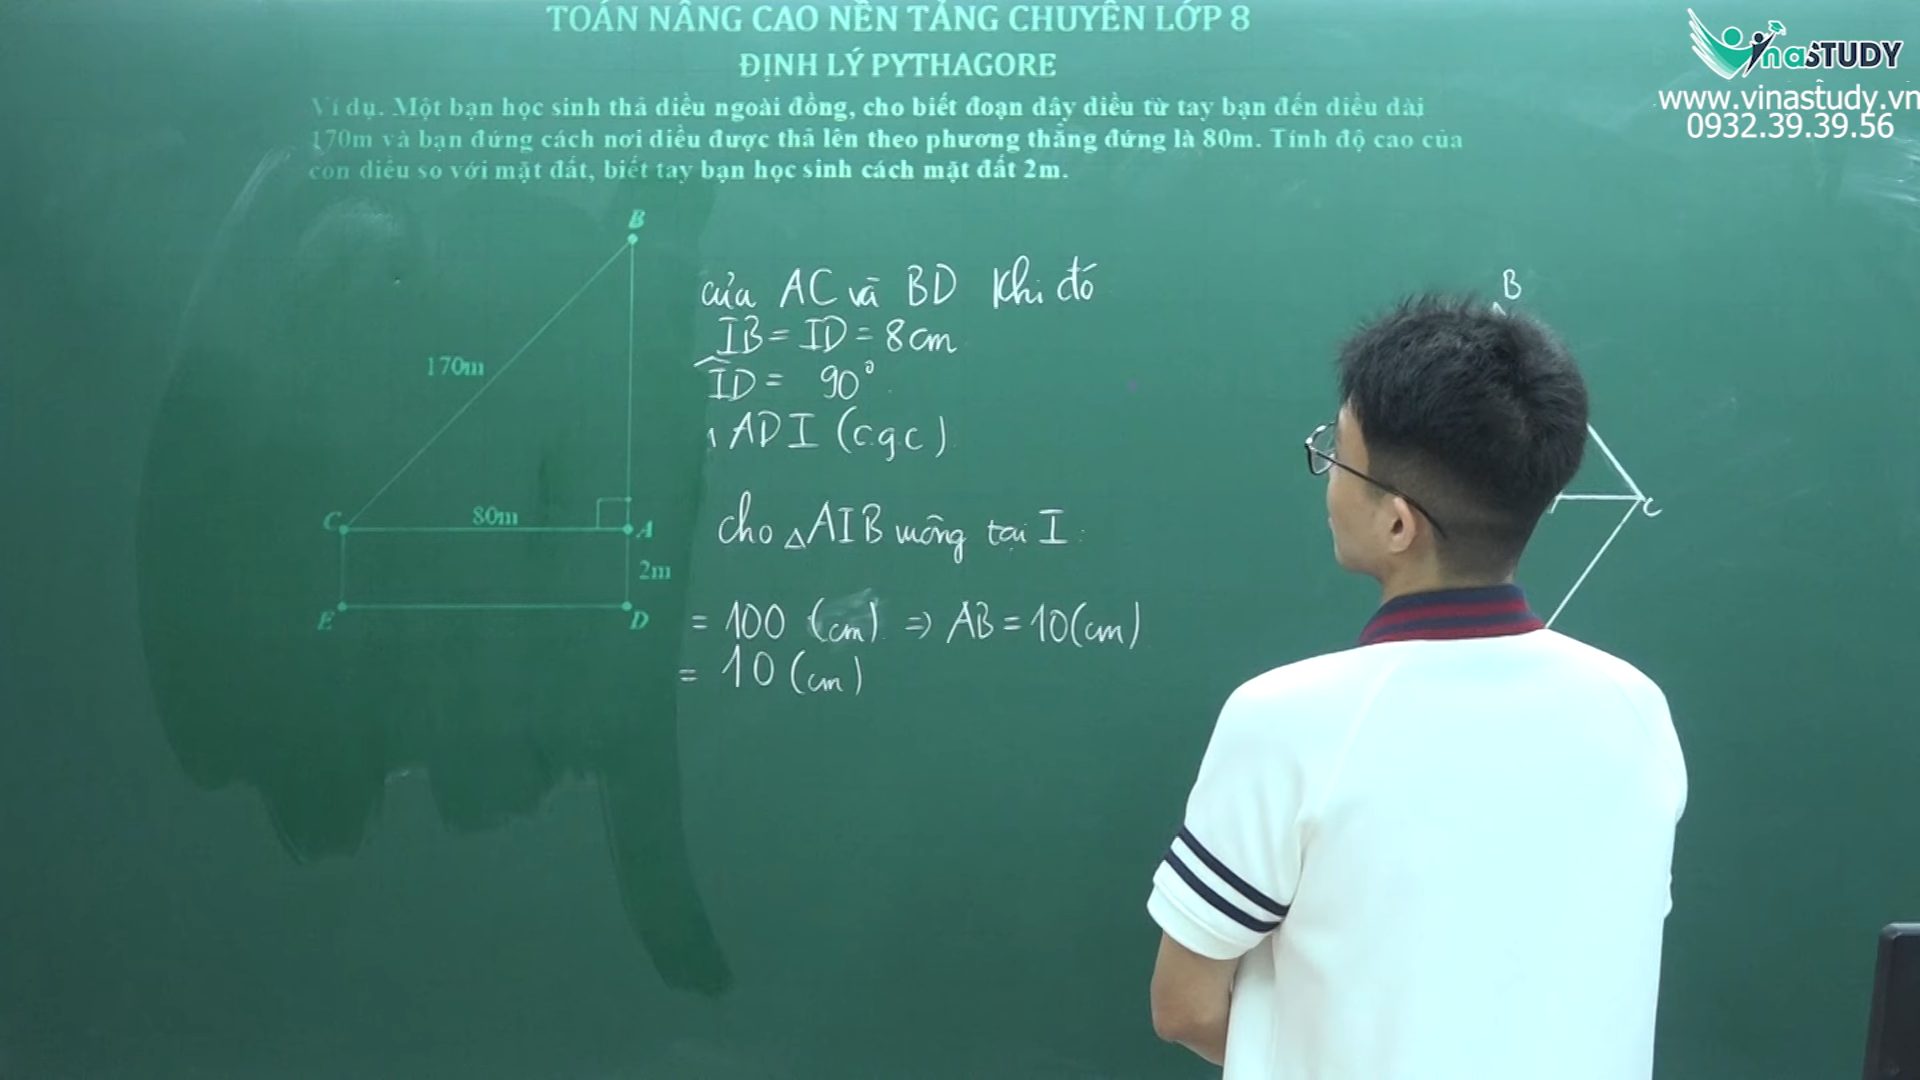 TOÁN NÂNG CAO NỀN TẢNG CHUYÊN LỚP 8
ĐỊNH LÝ PYTHAGORE
Ví dụ. Một bạn học sinh thả diều ngoài đồng, cho biết đoạn dây diều từ tay bạn đến diều dài
170m và bạn đứng cách nơi diều được thả lên theo phương thẳng đứng là 80m. Tính độ cao của
con diều so với mặt đất, biết tay bạn học sinh cách mặt đất 2m.
VinaSTUDY
www.vinastudy.vn
0932.39.39.56
B
170m
C
80m
A
2m
E
D
của AC và BD Khi đó
IB = ID = 8cm
ID = 90°
ADI (c.g.c)
cho △AIB vuông tại I:
= 100 (cm) ⇒ AB = 10(cm)
= 10 (cm)
B
C